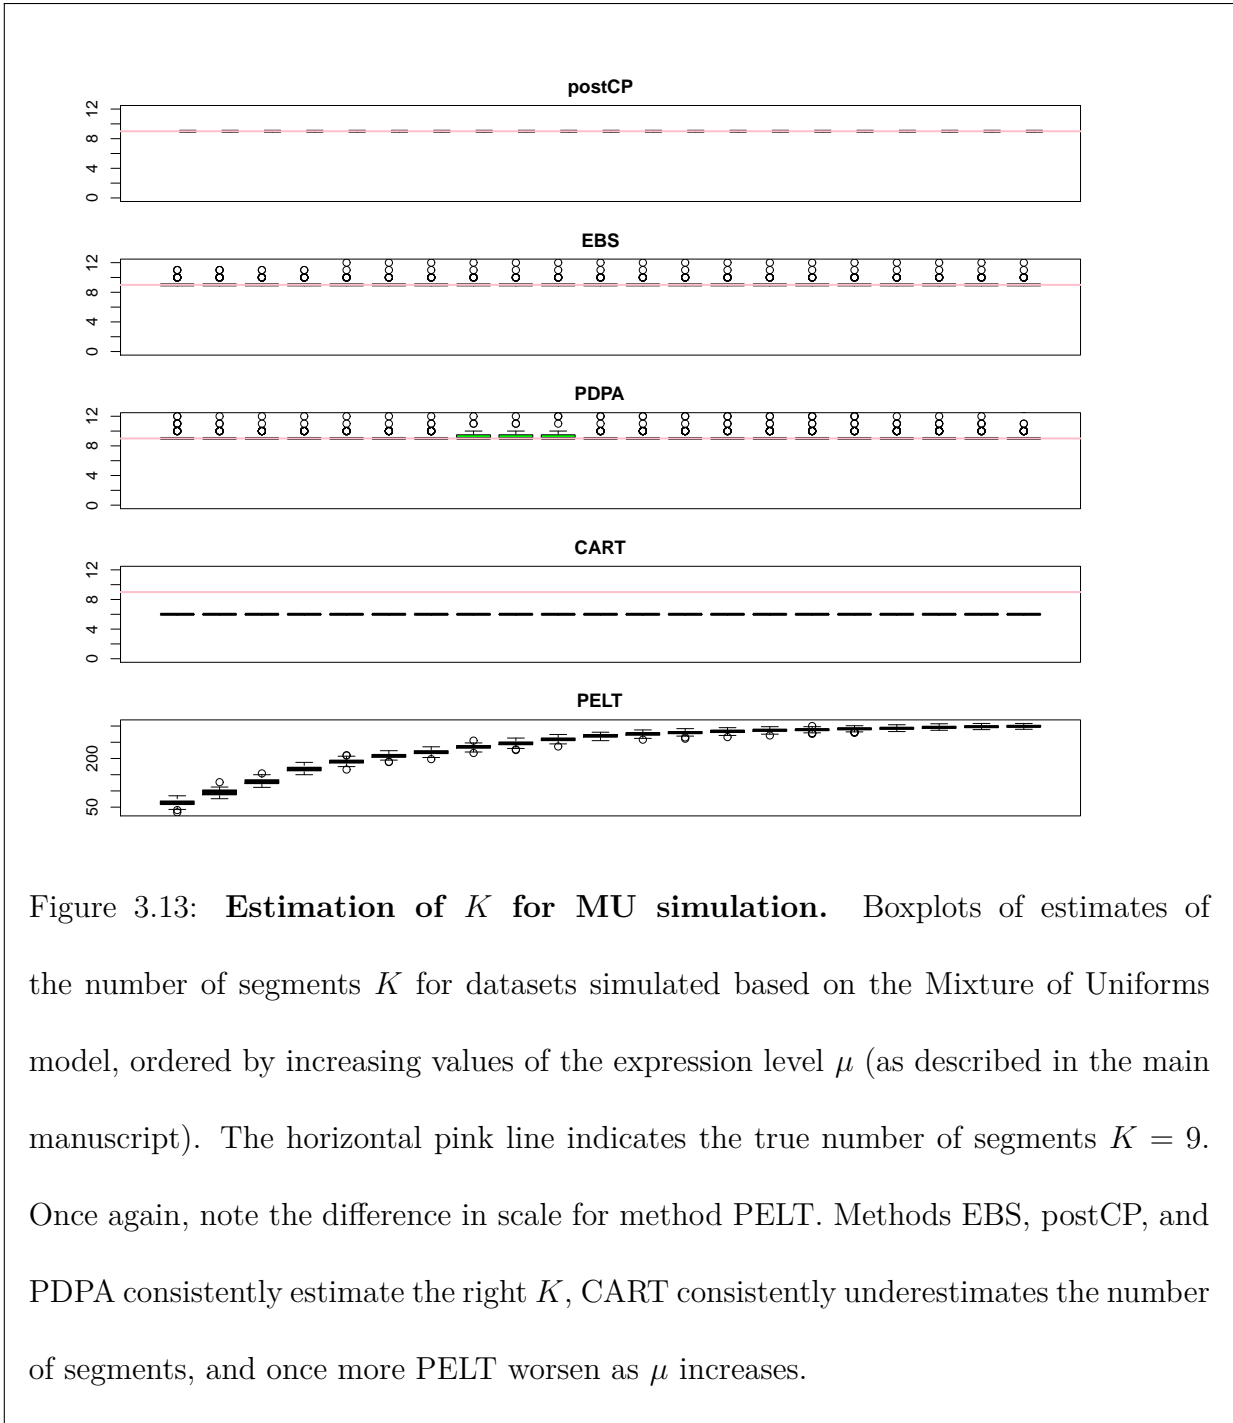 postCP
12
8
4
0
EBS
12
8
4
0
PDPA
12
8
4
0
CART
12
8
4
0
PELT
200
50
Figure 3.13: Estimation of K for MU simulation. Boxplots of estimates of
the number of segments K for datasets simulated based on the Mixture of Uniforms
model, ordered by increasing values of the expression level μ (as described in the main
manuscript). The horizontal pink line indicates the true number of segments K = 9.
Once again, note the difference in scale for method PELT. Methods EBS, postCP, and
PDPA consistently estimate the right K, CART consistently underestimates the number
of segments, and once more PELT worsen as μ increases.